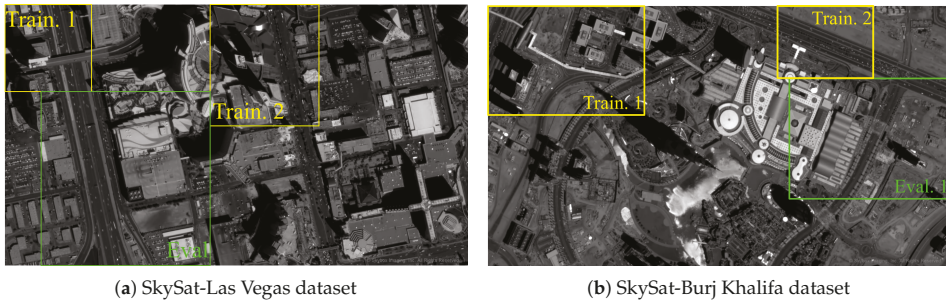 Train. 1
Train. 2
Eval.
Train. 1
Train. 2
Eval. 1
(a) SkySat-Las Vegas dataset
(b) SkySat-Burj Khalifa dataset